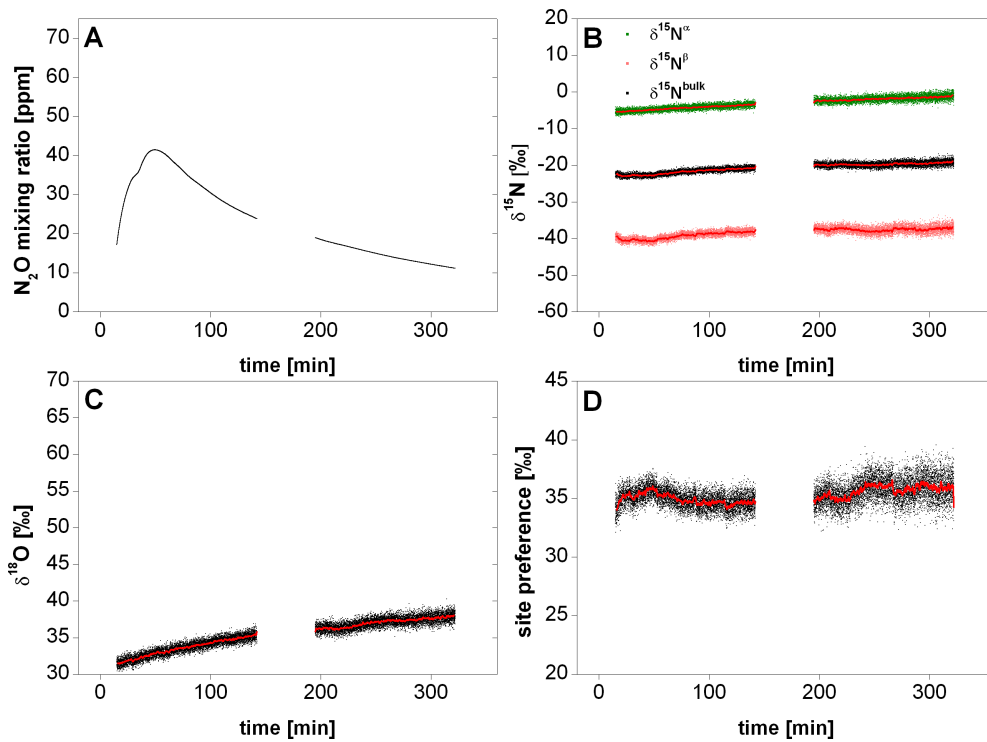 A
N₂O mixing ratio [ppm]
70
60
50
40
30
20
10
0
0 100 200 300
time [min]
B
δ¹⁵Nᵅ
δ¹⁵Nᵝ
δ¹⁵Nᵇᵘˡᵏ
δ¹⁵N [‰]
20
10
0
-10
-20
-30
-40
-50
-60
0 100 200 300
time [min]
C
δ¹⁸O [‰]
70
65
60
55
50
45
40
35
30
0 100 200 300
time [min]
D
site preference [‰]
45
40
35
30
25
20
0 100 200 300
time [min]